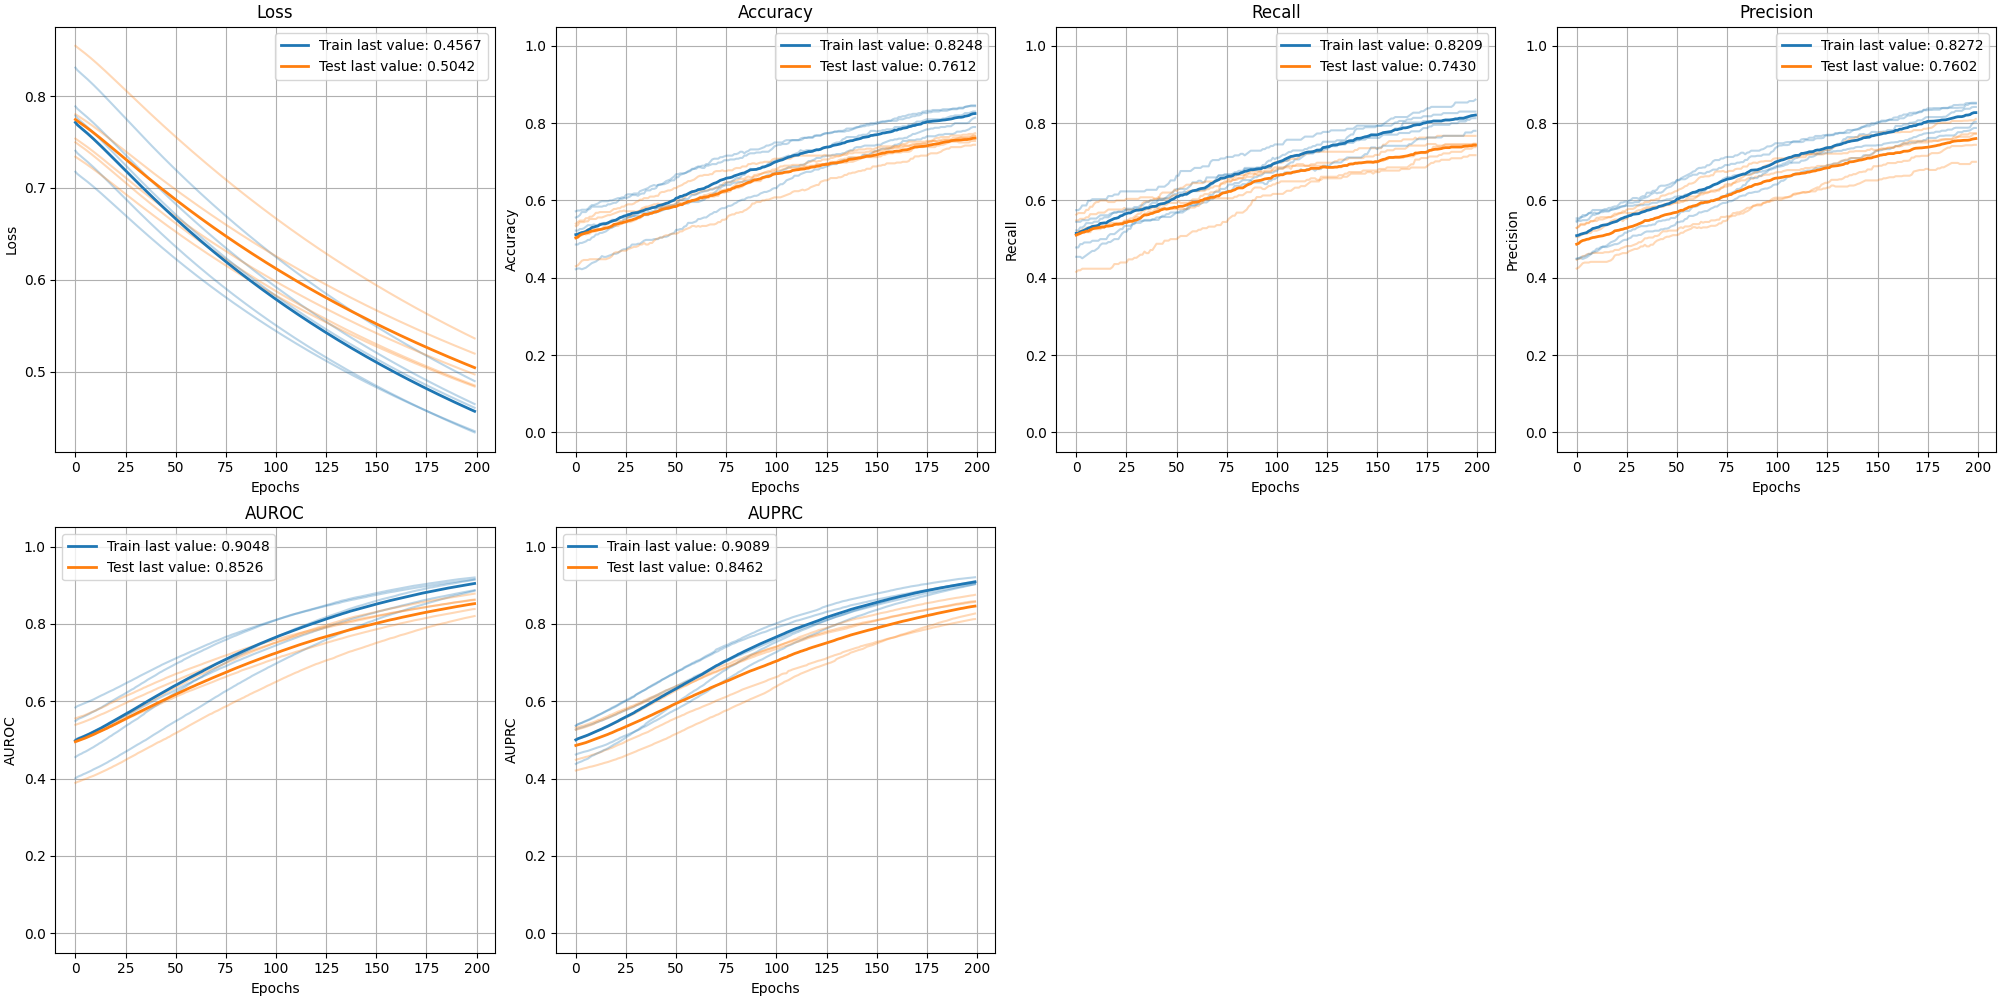 Loss
Train last value: 0.4567
Test last value: 0.5042
0.8
0.7
0.6
0.5
Loss
0 25 50 75 100 125 150 175 200
Epochs
Accuracy
Train last value: 0.8248
Test last value: 0.7612
1.0
0.8
0.6
0.4
0.2
0.0
Accuracy
0 25 50 75 100 125 150 175 200
Epochs
Recall
Train last value: 0.8209
Test last value: 0.7430
1.0
0.8
0.6
0.4
0.2
0.0
Recall
0 25 50 75 100 125 150 175 200
Epochs
Precision
Train last value: 0.8272
Test last value: 0.7602
1.0
0.8
0.6
0.4
0.2
0.0
Precision
0 25 50 75 100 125 150 175 200
Epochs
AUROC
Train last value: 0.9048
Test last value: 0.8526
1.0
0.8
0.6
0.4
0.2
0.0
AUROC
0 25 50 75 100 125 150 175 200
Epochs
AUPRC
Train last value: 0.9089
Test last value: 0.8462
1.0
0.8
0.6
0.4
0.2
0.0
AUPRC
0 25 50 75 100 125 150 175 200
Epochs